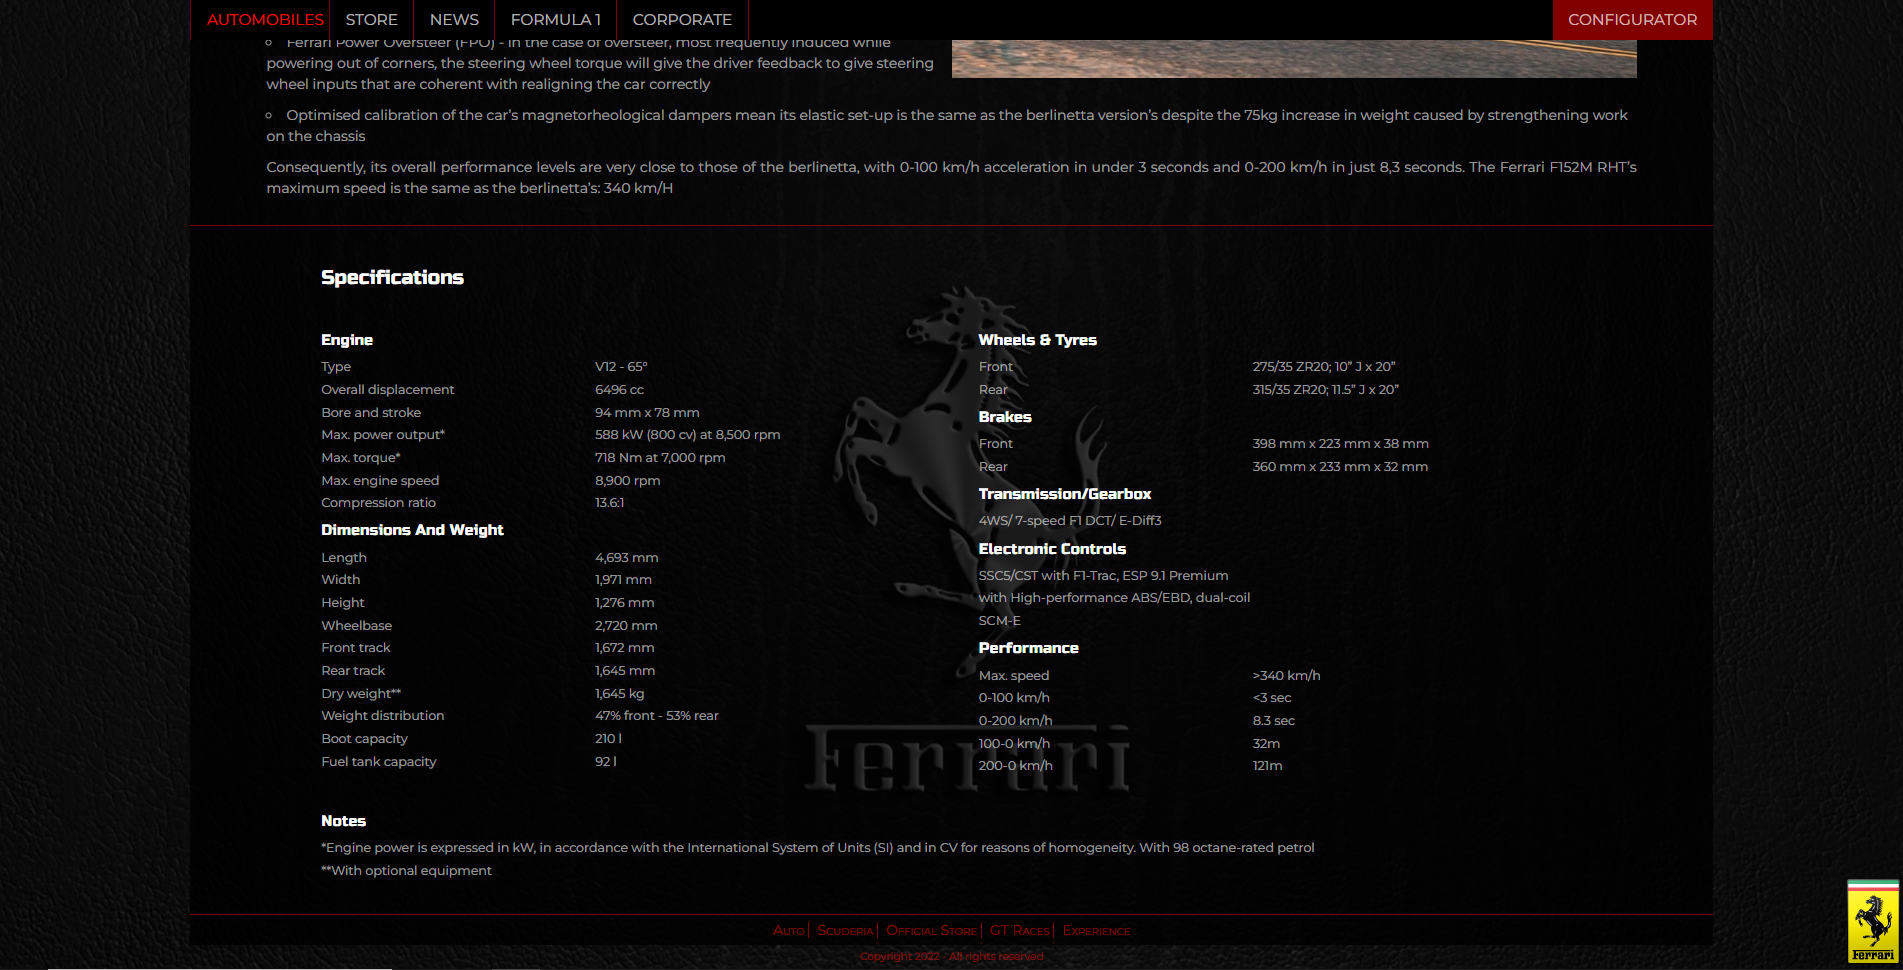 AUTOMOBILES STORE NEWS FORMULA 1 CORPORATE CONFIGURATOR
Ferrari Power Oversteer (FPO) - in the case of oversteer, most frequently induced while
powering out of corners, the steering wheel torque will give the driver feedback to give steering
wheel inputs that are coherent with realigning the car correctly
Optimised calibration of the car’s magnetorheological dampers mean its elastic set-up is the same as the berlinetta version’s despite the 75kg increase in weight caused by strengthening work
on the chassis
Consequently, its overall performance levels are very close to those of the berlinetta, with 0-100 km/h acceleration in under 3 seconds and 0-200 km/h in just 8,3 seconds. The Ferrari F152M RHT’s
maximum speed is the same as the berlinetta’s: 340 km/H
Specifications
Engine
Type V12 - 65°
Overall displacement 6496 cc
Bore and stroke 94 mm x 78 mm
Max. power output* 588 kW (800 cv) at 8,500 rpm
Max. torque* 718 Nm at 7,000 rpm
Max. engine speed 8,900 rpm
Compression ratio 13.6:1
Dimensions And Weight
Length 4,693 mm
Width 1,971 mm
Height 1,276 mm
Wheelbase 2,720 mm
Front track 1,672 mm
Rear track 1,645 mm
Dry weight** 1,645 kg
Weight distribution 47% front - 53% rear
Boot capacity 210 l
Fuel tank capacity 92 l
Wheels & Tyres
Front 275/35 ZR20; 10” J x 20”
Rear 315/35 ZR20; 11.5” J x 20”
Brakes
Front 398 mm x 223 mm x 38 mm
Rear 360 mm x 233 mm x 32 mm
Transmission/Gearbox
4WS/ 7-speed F1 DCT/ E-Diff3
Electronic Controls
SSC5/CST with F1-Trac, ESP 9.1 Premium
with High-performance ABS/EBD, dual-coil
SCM-E
Performance
Max. speed >340 km/h
0-100 km/h <3 sec
0-200 km/h 8.3 sec
100-0 km/h 32m
200-0 km/h 121m
Ferrari
Notes
*Engine power is expressed in kW, in accordance with the International System of Units (SI) and in CV for reasons of homogeneity. With 98 octane-rated petrol
**With optional equipment
Auto | Scuderia | Official Store | GT Races | Experience
Copyright 2022 - All rights reserved
Ferrari